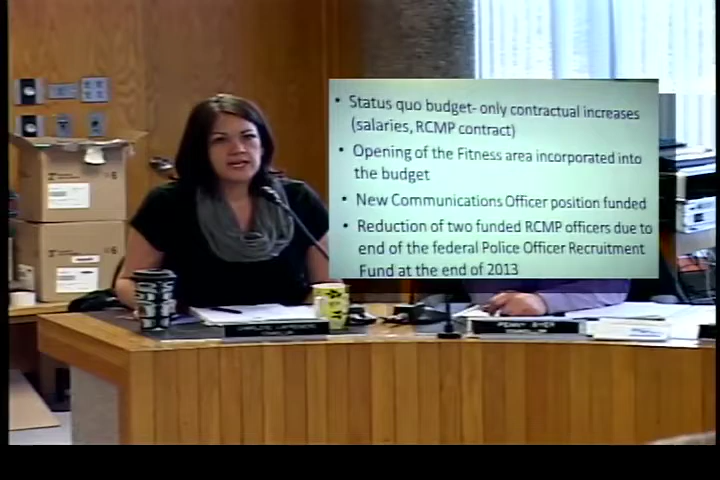 • Status quo budget- only contractual increases
(salaries, RCMP contract)
• Opening of the Fitness area incorporated into
the budget
• New Communications Officer position funded
• Reduction of two funded RCMP officers due to
end of the federal Police Officer Recruitment
Fund at the end of 2013
PENNY